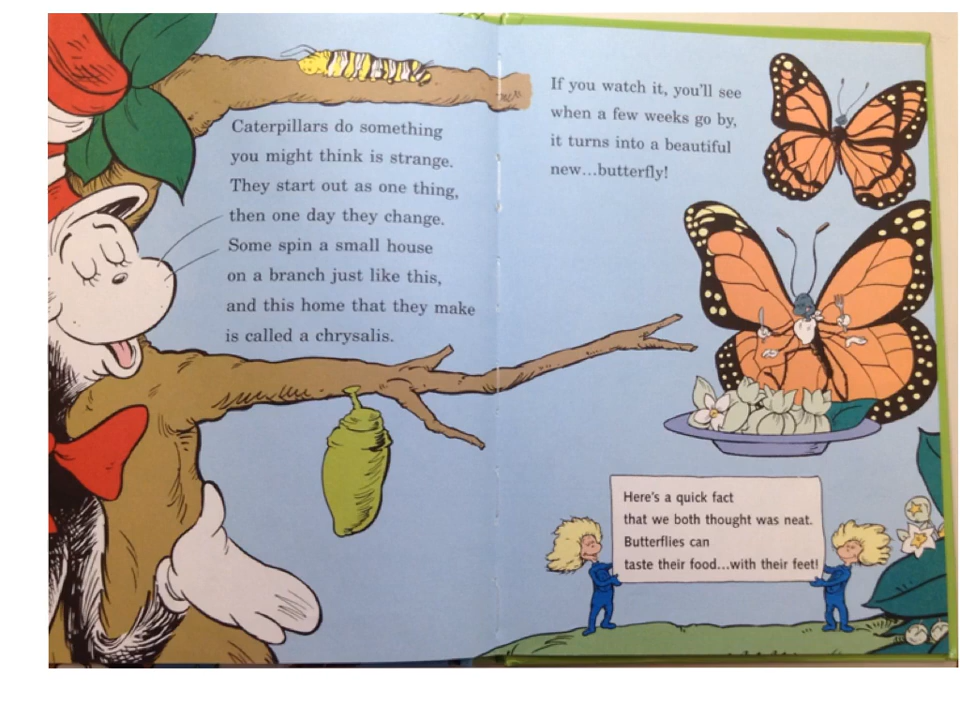 Caterpillars do something
you might think is strange.
They start out as one thing,
then one day they change.
Some spin a small house
on a branch just like this,
and this home that they make
is called a chrysalis.
If you watch it, you'll see
when a few weeks go by,
it turns into a beautiful
new...butterfly!
Here's a quick fact
that we both thought was neat.
Butterflies can
taste their food...with their feet!